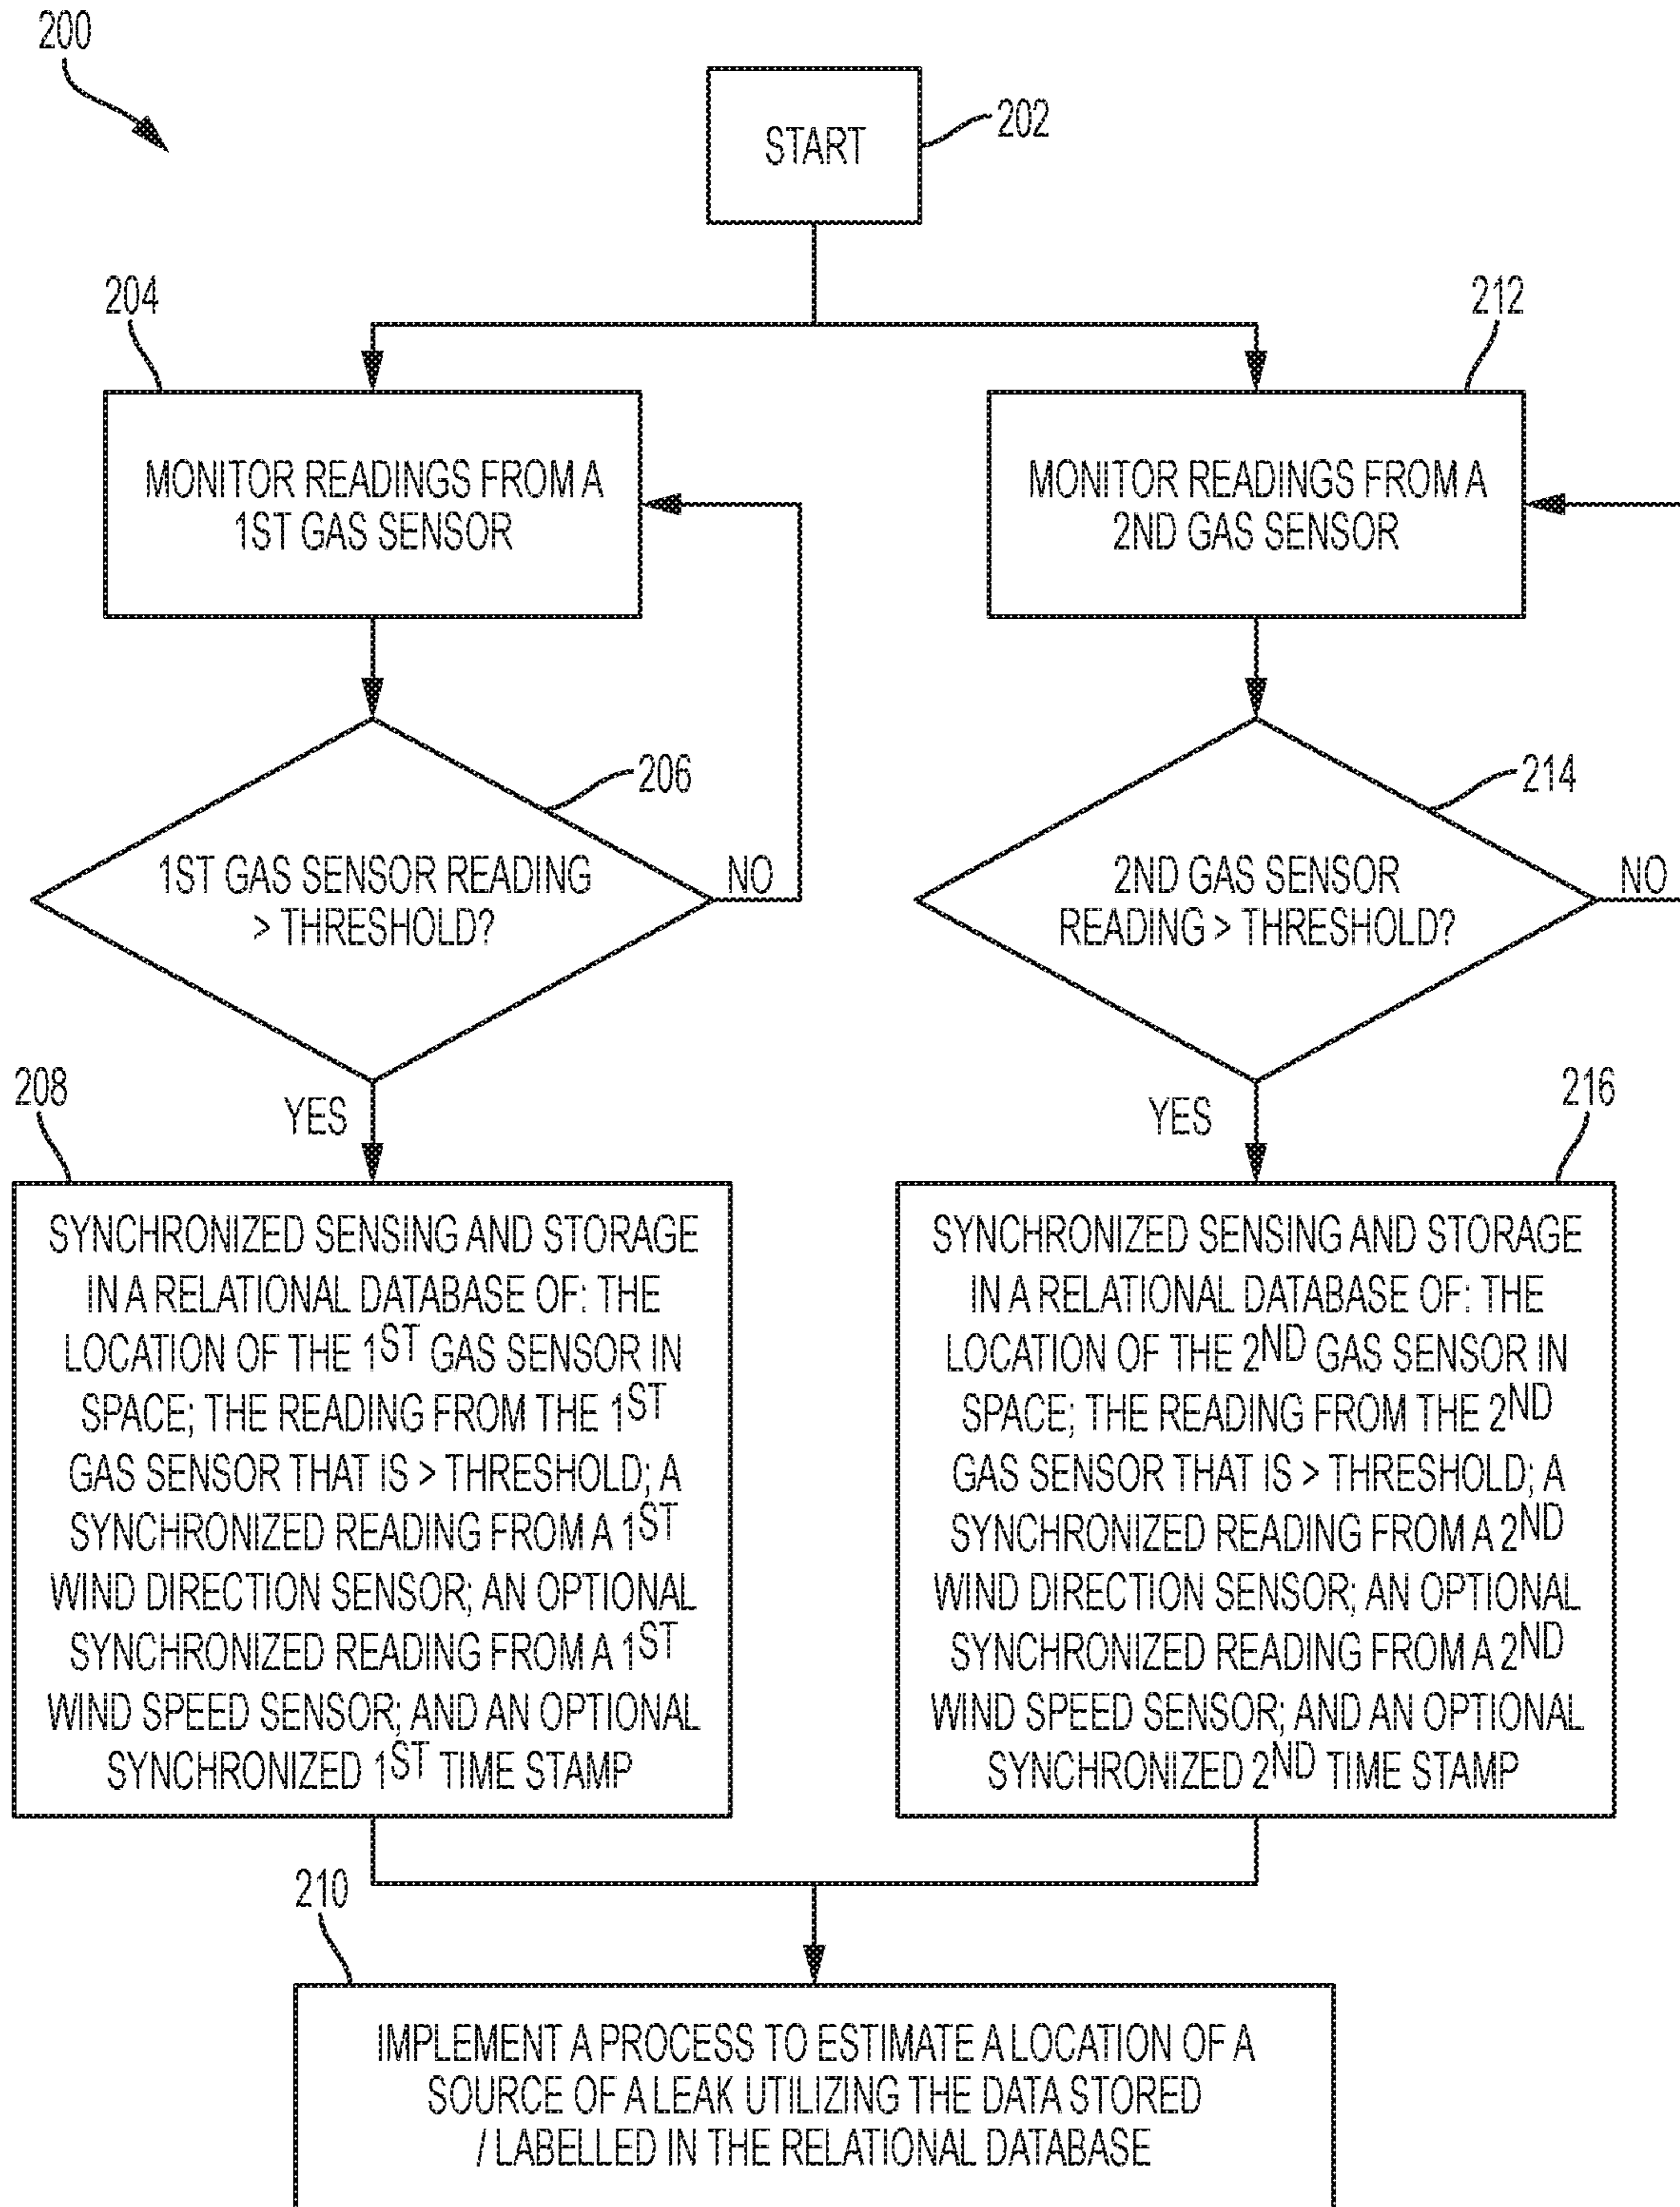 200
START
202
204
212
MONITOR READINGS FROM A
1ST GAS SENSOR
MONITOR READINGS FROM A
2ND GAS SENSOR
206
214
1ST GAS SENSOR READING
> THRESHOLD?
NO
2ND GAS SENSOR
READING > THRESHOLD?
NO
208
YES
YES
216
SYNCHRONIZED SENSING AND STORAGE
IN A RELATIONAL DATABASE OF: THE
LOCATION OF THE 1ST GAS SENSOR IN
SPACE; THE READING FROM THE 1ST
GAS SENSOR THAT IS > THRESHOLD; A
SYNCHRONIZED READING FROM A 1ST
WIND DIRECTION SENSOR; AN OPTIONAL
SYNCHRONIZED READING FROM A 1ST
WIND SPEED SENSOR; AND AN OPTIONAL
SYNCHRONIZED 1ST TIME STAMP
SYNCHRONIZED SENSING AND STORAGE
IN A RELATIONAL DATABASE OF: THE
LOCATION OF THE 2ND GAS SENSOR IN
SPACE; THE READING FROM THE 2ND
GAS SENSOR THAT IS > THRESHOLD; A
SYNCHRONIZED READING FROM A 2ND
WIND DIRECTION SENSOR; AN OPTIONAL
SYNCHRONIZED READING FROM A 2ND
WIND SPEED SENSOR; AND AN OPTIONAL
SYNCHRONIZED 2ND TIME STAMP
210
IMPLEMENT A PROCESS TO ESTIMATE A LOCATION OF A
SOURCE OF A LEAK UTILIZING THE DATA STORED
/ LABELLED IN THE RELATIONAL DATABASE